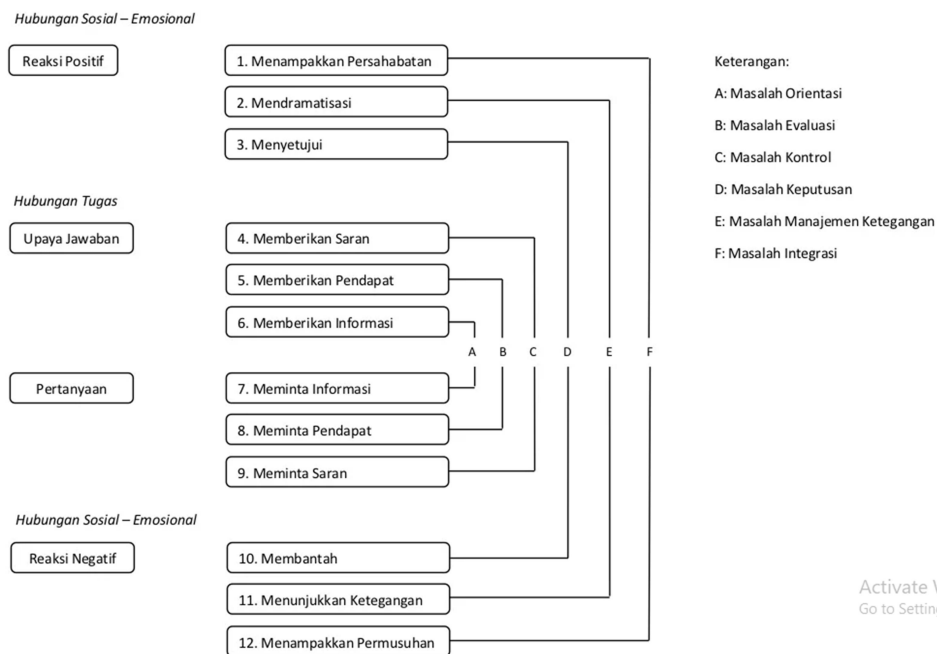 Hubungan Sosial – Emosional
Reaksi Positif
1. Menampakkan Persahabatan
2. Mendramatisasi
3. Menyetujui
Hubungan Tugas
Upaya Jawaban
4. Memberikan Saran
5. Memberikan Pendapat
6. Memberikan Informasi
A B C D E F
Pertanyaan
7. Meminta Informasi
8. Meminta Pendapat
9. Meminta Saran
Hubungan Sosial – Emosional
Reaksi Negatif
10. Membantah
11. Menunjukkan Ketegangan
12. Menampakkan Permusuhan
Keterangan:
A: Masalah Orientasi
B: Masalah Evaluasi
C: Masalah Kontrol
D: Masalah Keputusan
E: Masalah Manajemen Ketegangan
F: Masalah Integrasi
Activate
Go to